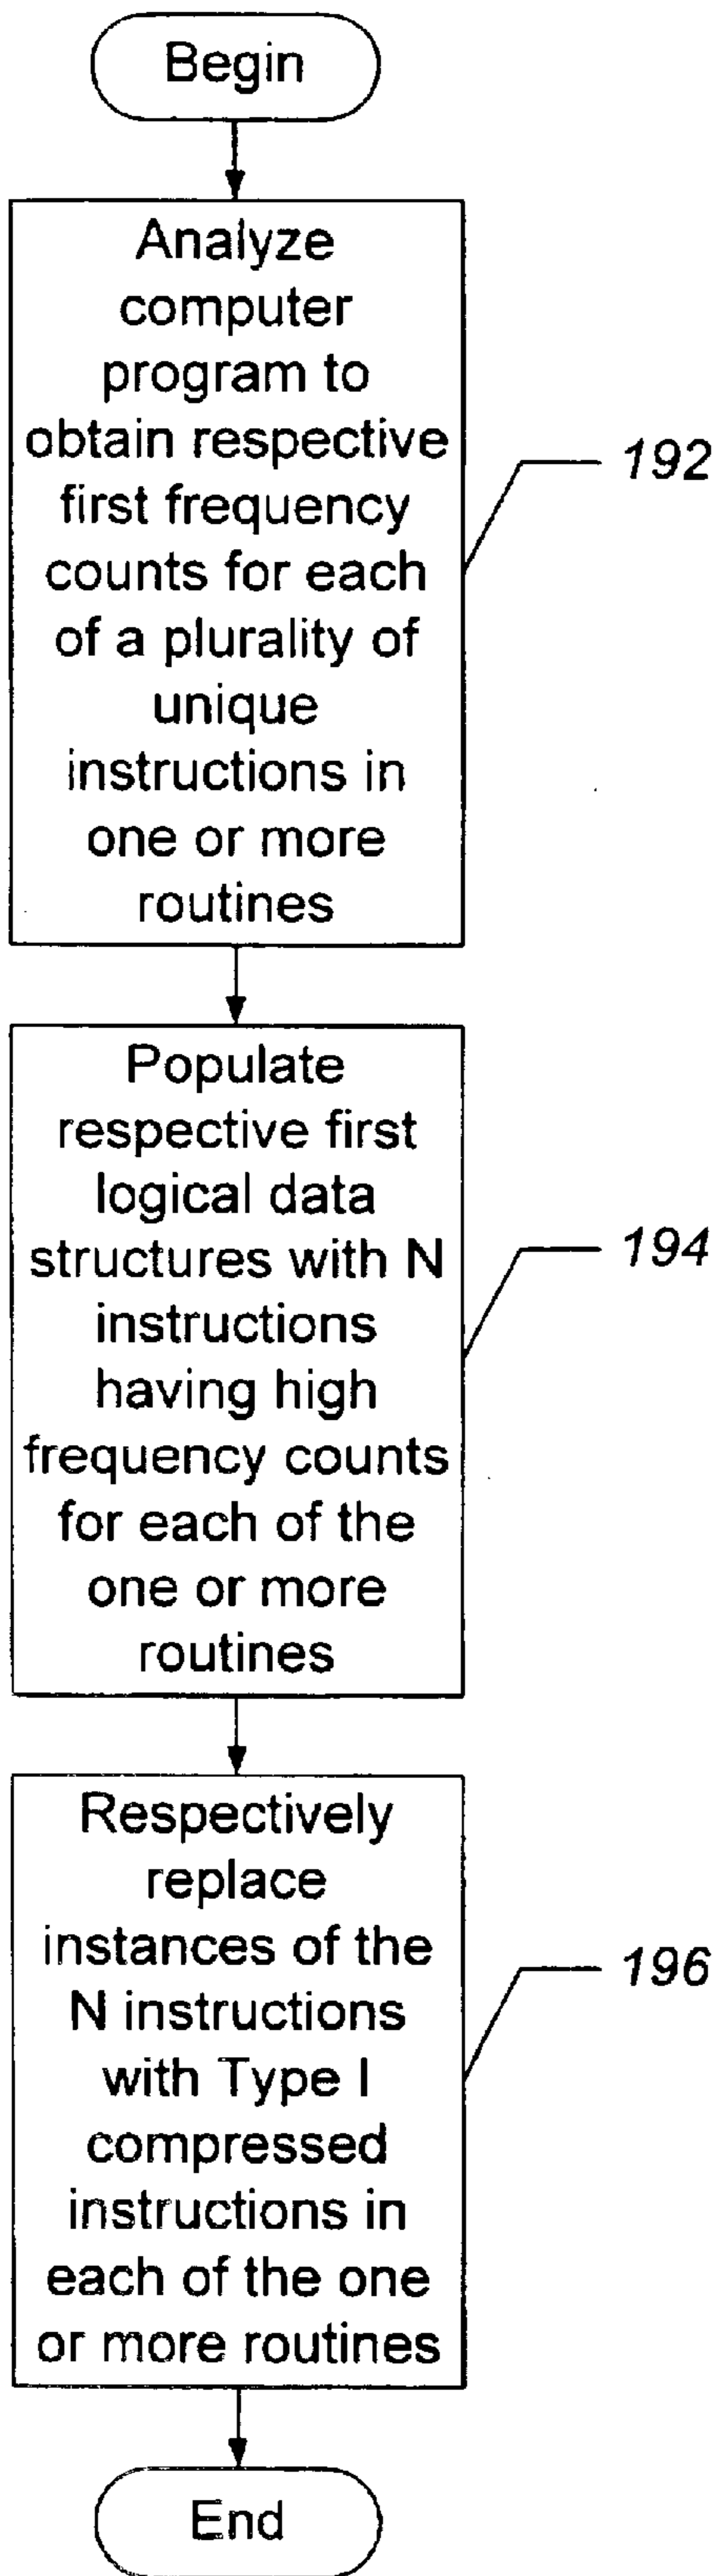 Begin
Analyze
computer
program to
obtain respective
first frequency
counts for each
of a plurality of
unique
instructions in
one or more
routines
192
Populate
respective first
logical data
structures with N
instructions
having high
frequency counts
for each of the
one or more
routines
194
Respectively
replace
instances of the
N instructions
with Type I
compressed
instructions in
each of the one
or more routines
196
End